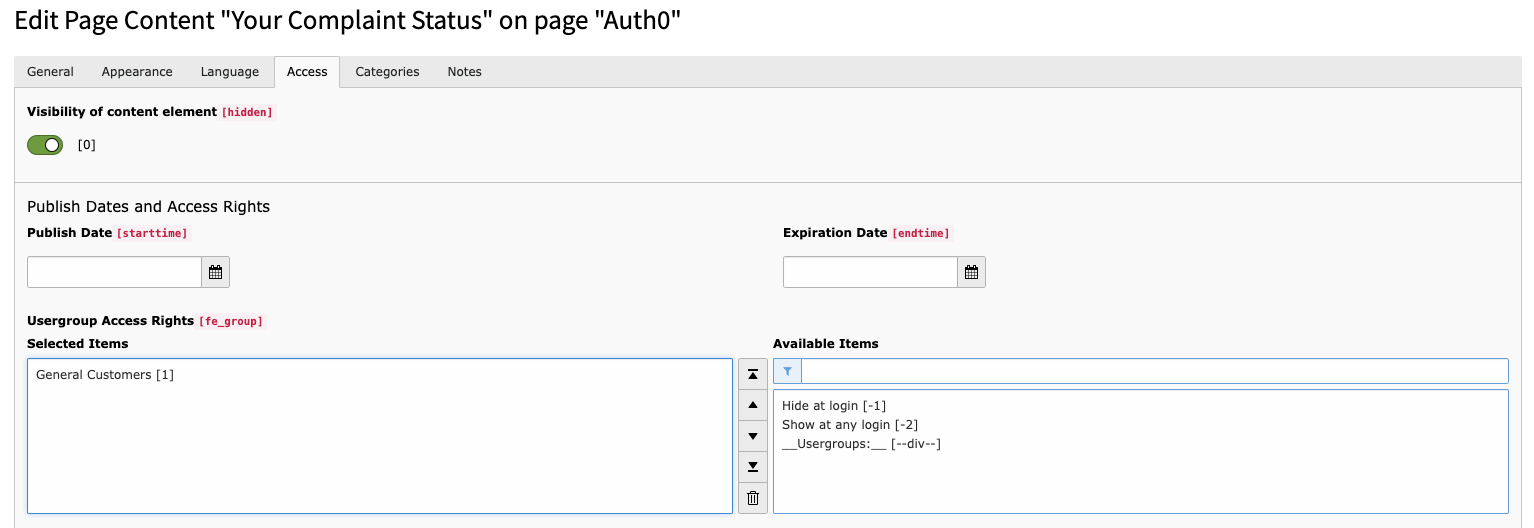 Edit Page Content "Your Complaint Status" on page "Auth0"
General Appearance Language Access Categories Notes
Visibility of content element [hidden]
[0]
Publish Dates and Access Rights
Publish Date [starttime] Expiration Date [endtime]
Usergroup Access Rights [fe_group]
Selected Items Available Items
General Customers [1]
Hide at login [-1]
Show at any login [-2]
__Usergroups:__ [--div--]